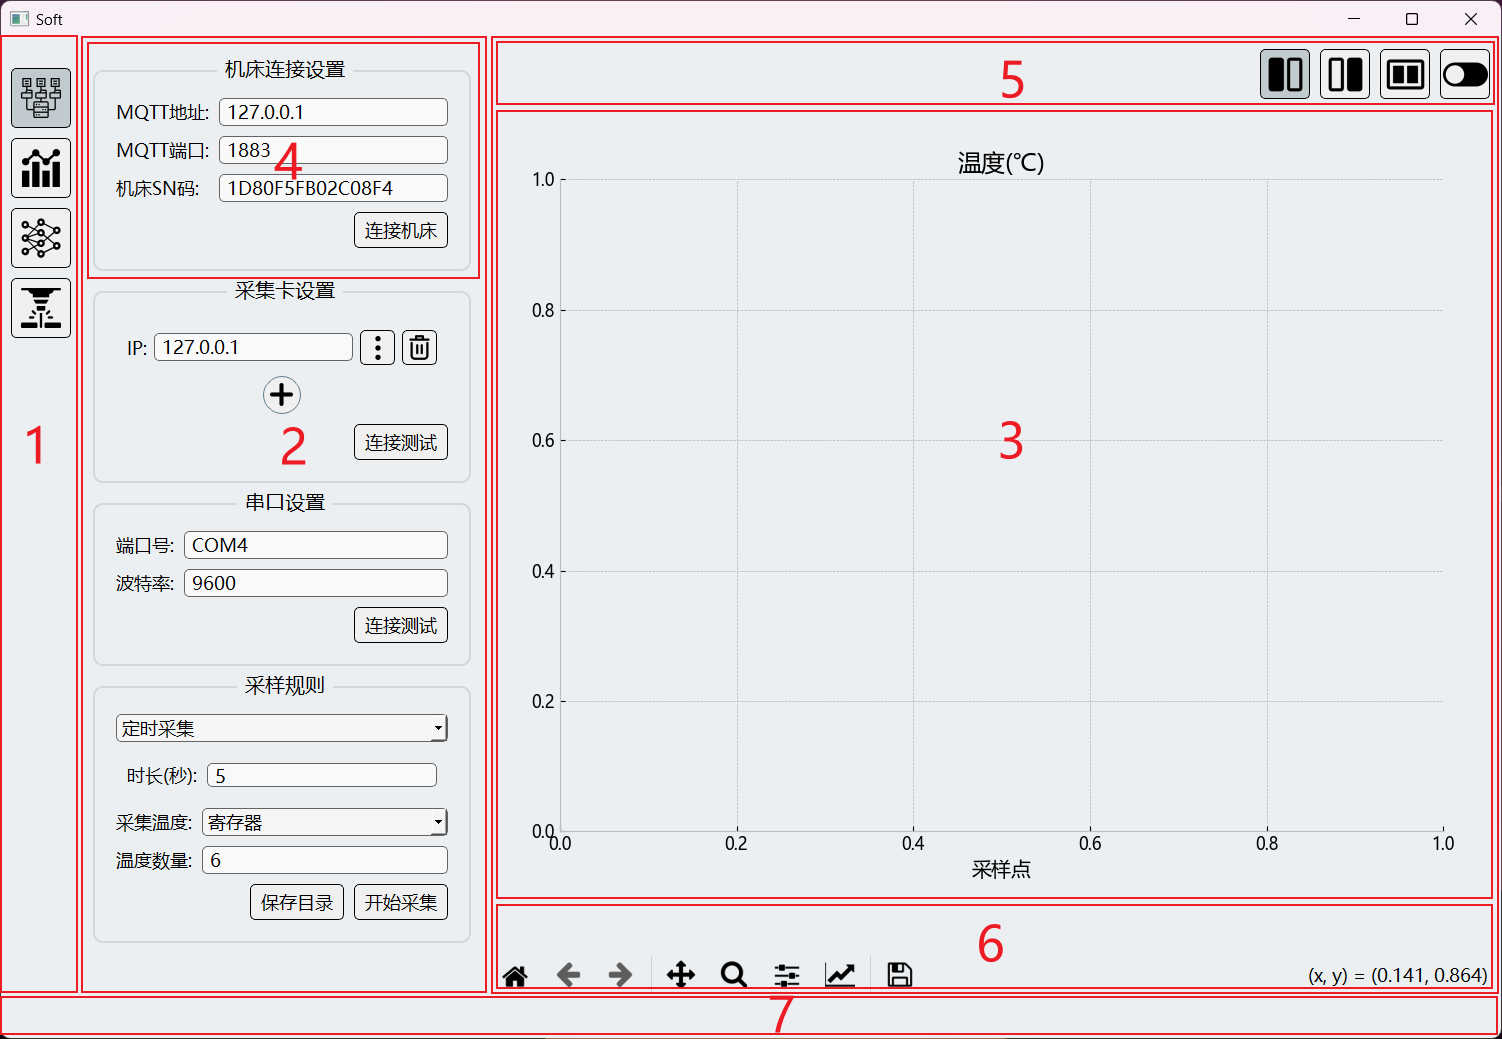 Soft
1
机床连接设置
MQTT地址: 127.0.0.1
MQTT端口: 1883
4
机床SN码: 1D80F5FB02C08F4
连接机床
采集卡设置
IP: 127.0.0.1
2
连接测试
串口设置
端口号: COM4
波特率: 9600
连接测试
采样规则
定时采集
时长(秒): 5
采集温度: 寄存器
温度数量: 6
保存目录 开始采集
5
温度(℃)
1.0
0.8
0.6
3
0.4
0.2
0.0
0.0 0.2 0.4 0.6 0.8 1.0
采样点
6
(x, y) = (0.141, 0.864)
7